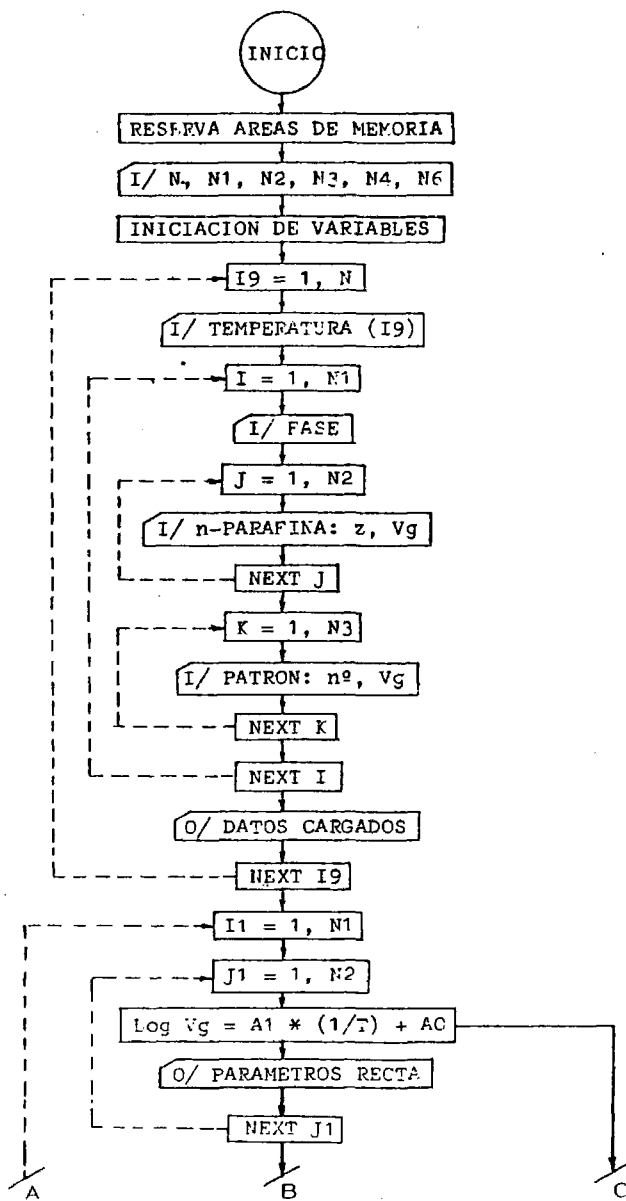 INICIO
RESERVA AREAS DE MEMORIA
I/ N, N1, N2, N3, N4, N6
INICIACION DE VARIABLES
I9 = 1, N
I/ TEMPERATURA (I9)
I = 1, N1
I/ FASE
J = 1, N2
I/ n-PARAFINA: z, Vg
NEXT J
K = 1, N3
I/ PATRON: nº, Vg
NEXT K
NEXT I
O/ DATOS CARGADOS
NEXT I9
I1 = 1, N1
J1 = 1, N2
Log Vg = A1 * (1/T) + A0
O/ PARAMETROS RECTA
NEXT J1
A B C